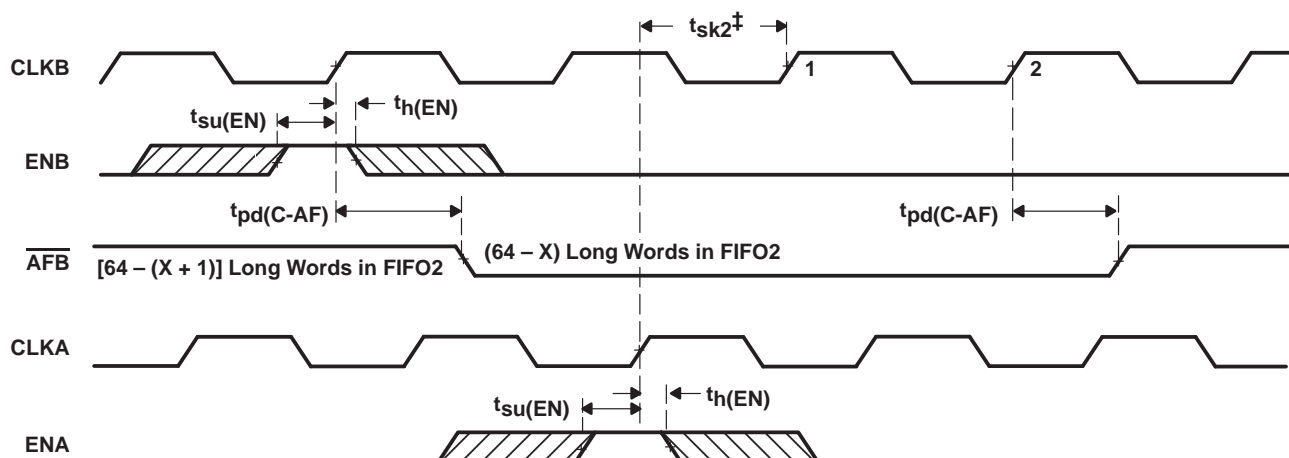 tsk2‡
CLKB
1
2
tsu(EN)
th(EN)
ENB
tpd(C-AF)
tpd(C-AF)
AFB
[64 – (X + 1)] Long Words in FIFO2
(64 – X) Long Words in FIFO2
CLKA
tsu(EN)
th(EN)
ENA